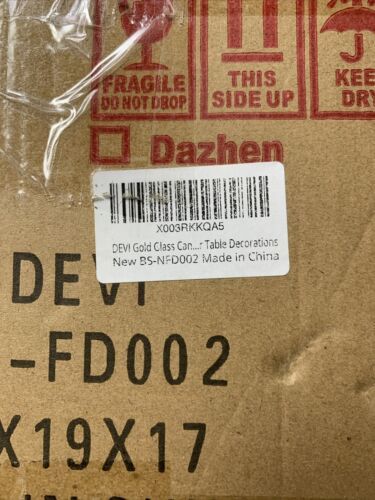 FRAGILE
DO NOT DROP
THIS
SIDE UP
KEE
DRY
Dazhen
X003RKKQA5
DEVI Gold Glass Can...r Table Decorations
New BS-NFD002 Made in China
DEVI
-FD002
X19X17